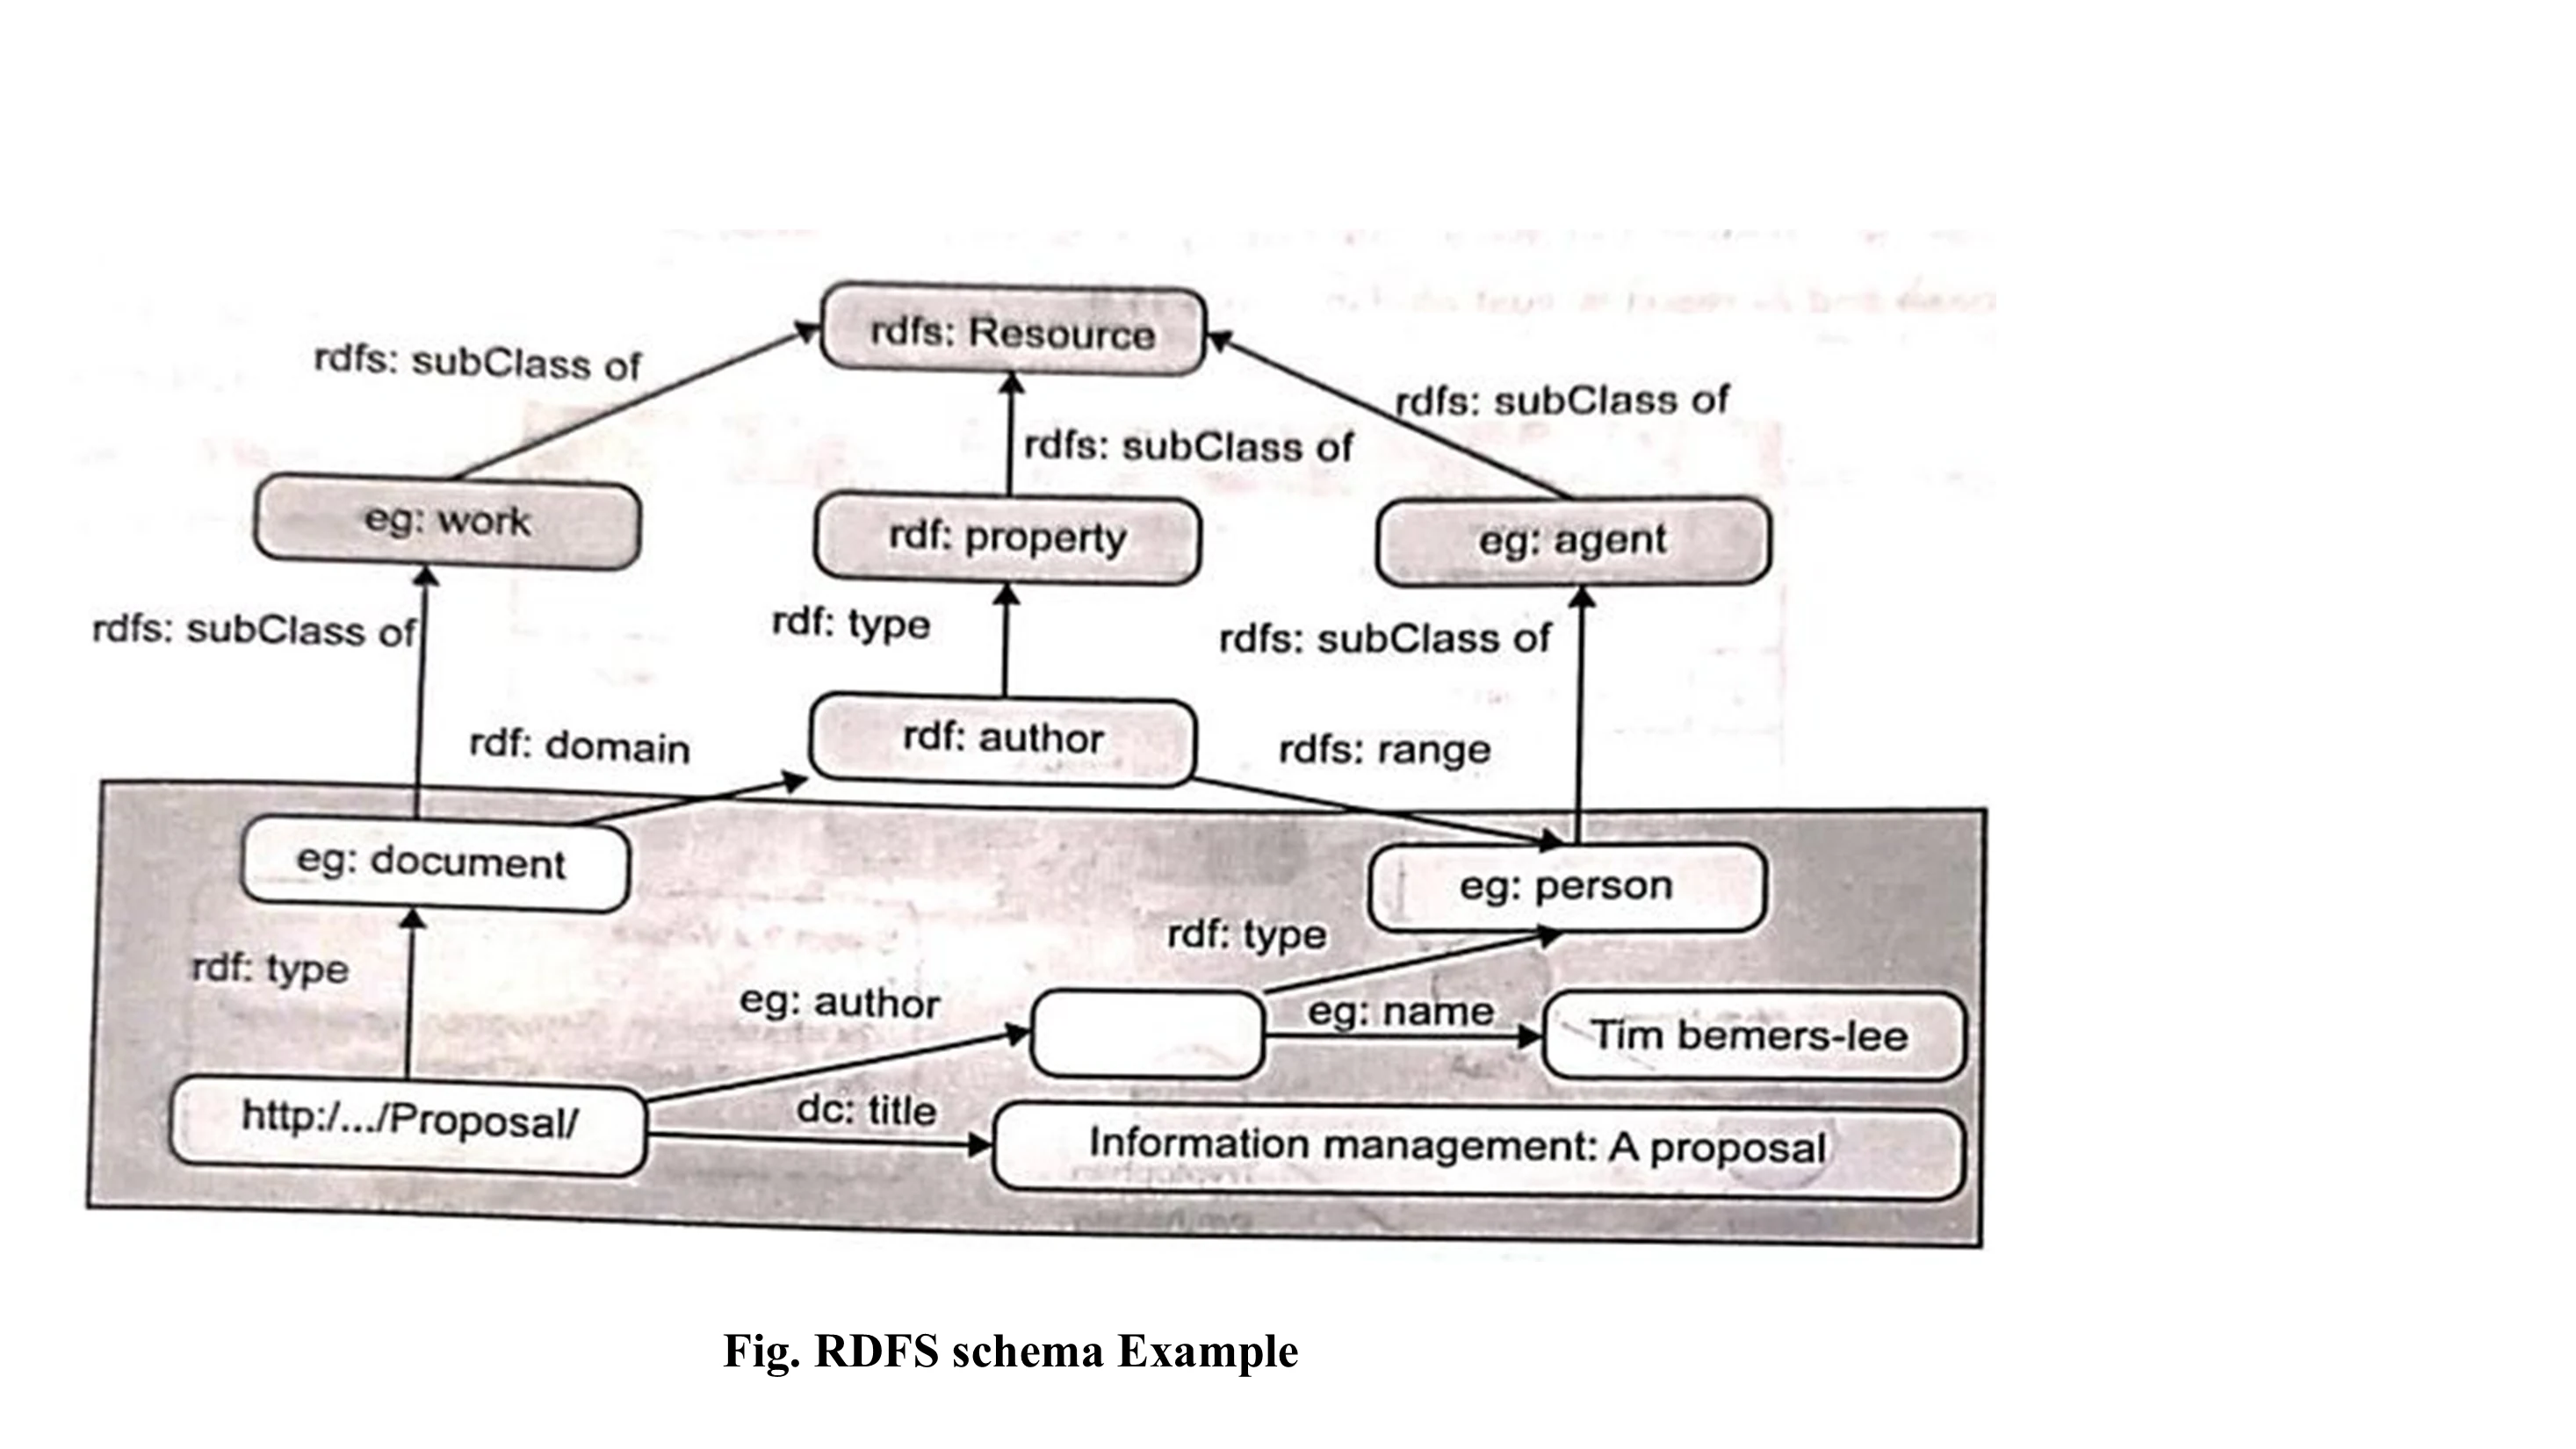 rdfs: Resource
rdfs: subClass of
rdfs: subClass of
rdfs: subClass of
eg: work
rdf: property
eg: agent
rdfs: subClass of
rdf: type
rdfs: subClass of
rdf: domain
rdf: author
rdfs: range
eg: document
eg: person
rdf: type
rdf: type
eg: author
eg: name
Tim bemers-lee
http:/.../Proposal/
dc: title
Information management: A proposal
Fig. RDFS schema Example